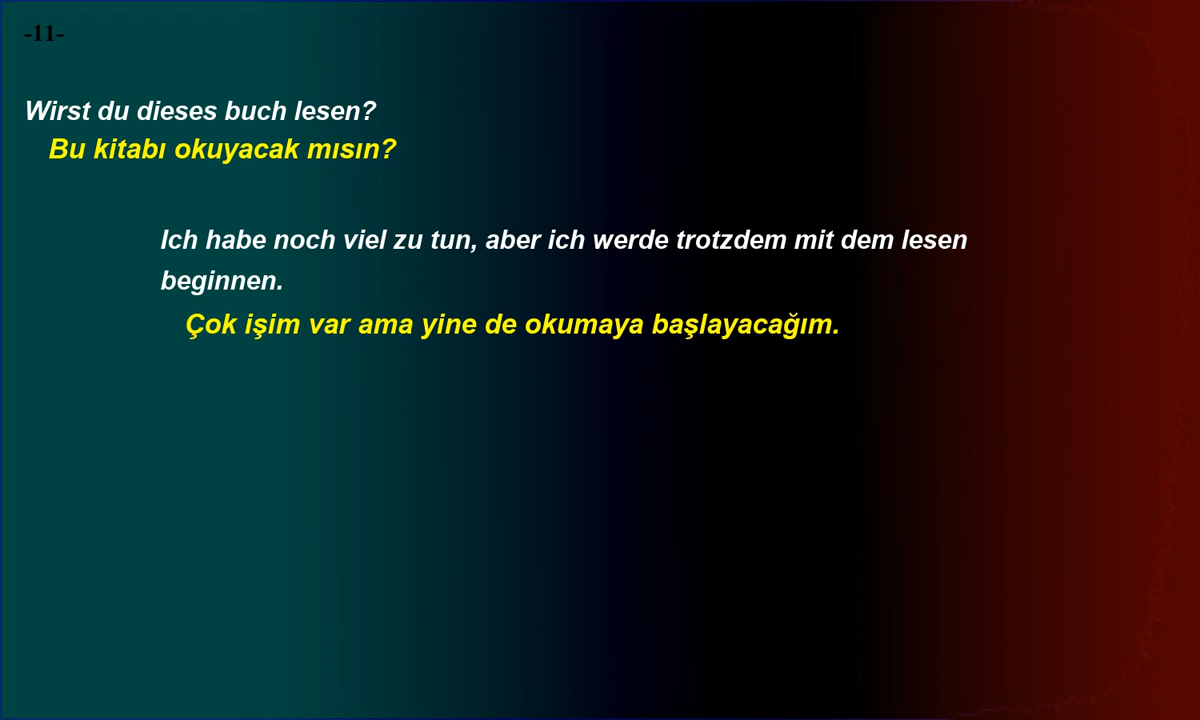 -11-
Wirst du dieses buch lesen?
Bu kitabı okuyacak mısın?
Ich habe noch viel zu tun, aber ich werde trotzdem mit dem lesen
beginnen.
Çok işim var ama yine de okumaya başlayacağım.